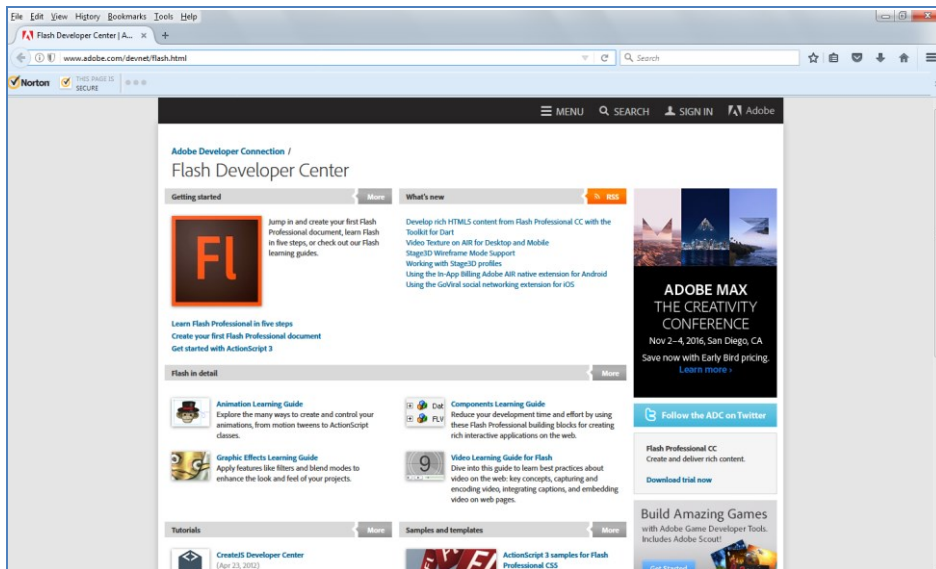 File Edit View History Bookmarks Tools Help
Flash Developer Center | A...
www.adobe.com/devnet/flash.html
Search
Norton
THIS PAGE IS
SECURE
MENU SEARCH SIGN IN Adobe
Adobe Developer Connection /
Flash Developer Center
Getting started More
Fl
Jump in and create your first Flash
Professional document, learn Flash
in five steps, or check out our Flash
learning guides.
Learn Flash Professional in five steps
Create your first Flash Professional document
Get started with ActionScript 3
What's new RSS
Develop rich HTML5 content from Flash Professional CC with the
Toolkit for Dart
Video Texture on AIR for Desktop and Mobile
Stage3D Wireframe Mode Support
Working with Stage3D profiles
Using the In-App Billing Adobe AIR native extension for Android
Using the GoViral social networking extension for iOS
Flash in detail More
Animation Learning Guide
Explore the many ways to create and control your
animations, from motion tweens to ActionScript
classes.
Dat
FLV
Components Learning Guide
Reduce your development time and effort by using
these Flash Professional building blocks for creating
rich interactive applications on the web.
Graphic Effects Learning Guide
Apply features like filters and blend modes to
enhance the look and feel of your projects.
9
Video Learning Guide for Flash
Dive into this guide to learn best practices about
video on the web: key concepts, capturing and
encoding video, integrating captions, and embedding
video on web pages.
Tutorials More
CreateJS Developer Center
(Apr 23, 2012)
Samples and templates More
ActionScript 3 samples for Flash
Professional CS5
ADOBE MAX
THE CREATIVITY
CONFERENCE
Nov 2–4, 2016, San Diego, CA
Save now with Early Bird pricing.
Learn more ›
Follow the ADC on Twitter
Flash Professional CC
Create and deliver rich content.
Download trial now
Build Amazing Games
with Adobe Game Developer Tools.
Includes Adobe Scout!
Get Started